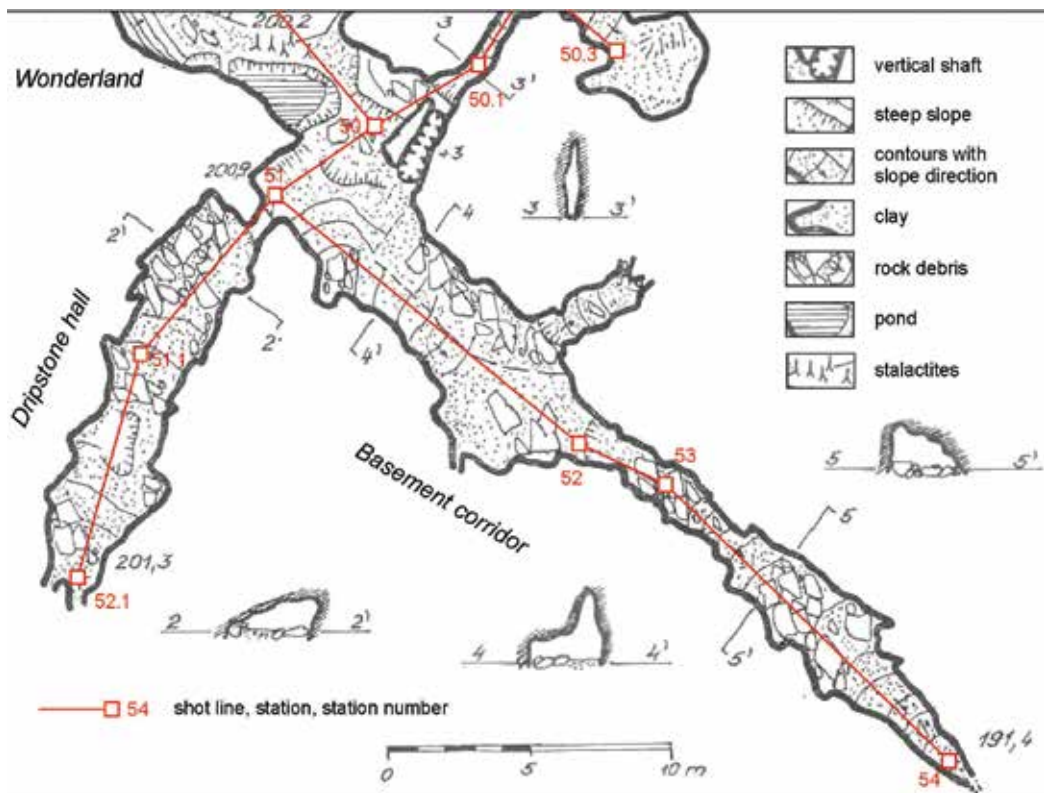 200,2
Wonderland
3
3'
50.1
50.3
50
+3
200,9
51
2'
2'
4
4'
3 3'
Dripstone hall
51.1
52
53
Basement corridor
5 5'
5
5'
201,3
52.1
2 2'
4 4'
191,4
54
vertical shaft
steep slope
contours with
slope direction
clay
rock debris
pond
stalactites
54 shot line, station, station number
0 5 10 m